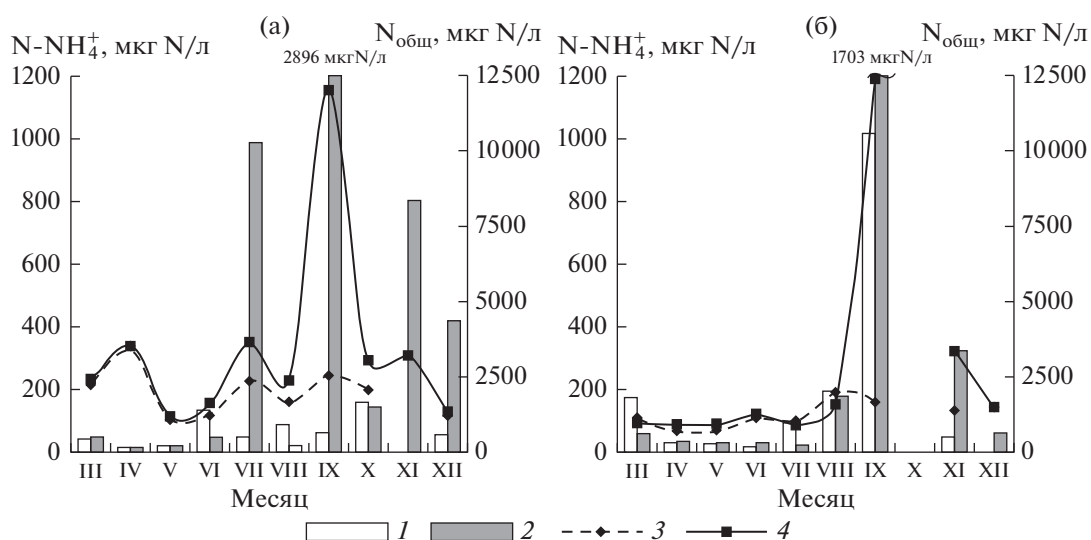 (а)
N-NH4+, мкг N/л
Nобщ, мкг N/л
2896 мкгN/л
1200
1000
800
600
400
200
0
12500
10000
7500
5000
2500
0
III IV V VI VII VIII IX X XI XII
Месяц
(б)
N-NH4+, мкг N/л
Nобщ, мкг N/л
1703 мкгN/л
1200
1000
800
600
400
200
0
12500
10000
7500
5000
2500
0
III IV V VI VII VIII IX X XI XII
Месяц
1 2 3 4